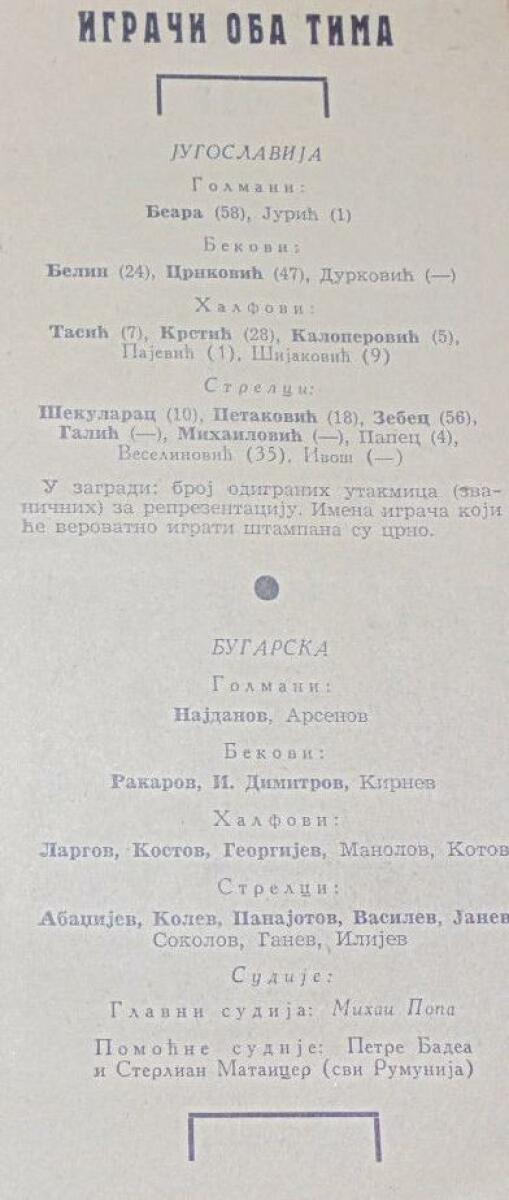 ИГРАЧИ ОБА ТИМА
ЈУГОСЛАВИЈА
Голмани:
Беара (58), Јурић (1)
Бекови:
Белин (24), Црнковић (47), Дурковић (—)
Халфови:
Тасић (7), Крстић (28), Калоперовић (5),
Пајевић (1), Шијаковић (9)
Стрелци:
Шекуларац (10), Петаковић (18), Зебец (56),
Галић (—), Михаиловић (—), Папец (4),
Веселиновић (35), Ивош (—)
У загради: број одиграних утакмица (зва-
ничних) за репрезентацију. Имена играча који
ће вероватно играти штампана су црно.
БУГАРСКА
Голмани:
Најданов, Арсенов
Бекови:
Ракаров, И. Димитров, Кирнев
Халфови:
Ларгов, Костов, Георгијев, Манолов, Котов
Стрелци:
Абаџијев, Колев, Панајотов, Василев, Јанев
Соколов, Ганев, Илијев
Судије:
Главни судија: Михаи Попа
Помоћне судије: Петре Бадеа
и Стерлиан Матаицер (сви Румунија)